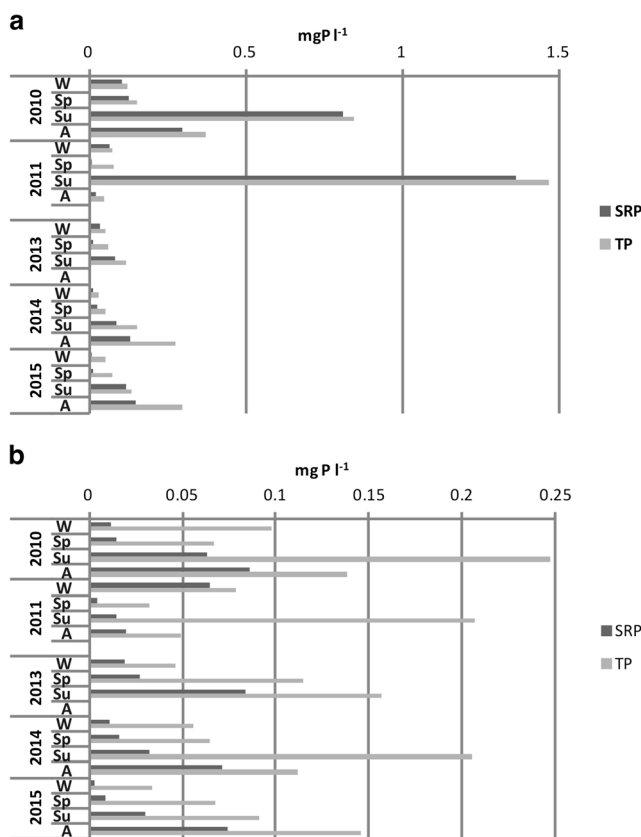 a
mgP l⁻¹
0 0.5 1 1.5
2010
W
Sp
Su
A
2011
W
Sp
Su
A
2013
W
Sp
Su
A
2014
W
Sp
Su
A
2015
W
Sp
Su
A
SRP
TP
b
mg P l⁻¹
0 0.05 0.1 0.15 0.2 0.25
2010
W
Sp
Su
A
2011
W
Sp
Su
A
2013
W
Sp
Su
A
2014
W
Sp
Su
A
2015
W
Sp
Su
A
SRP
TP